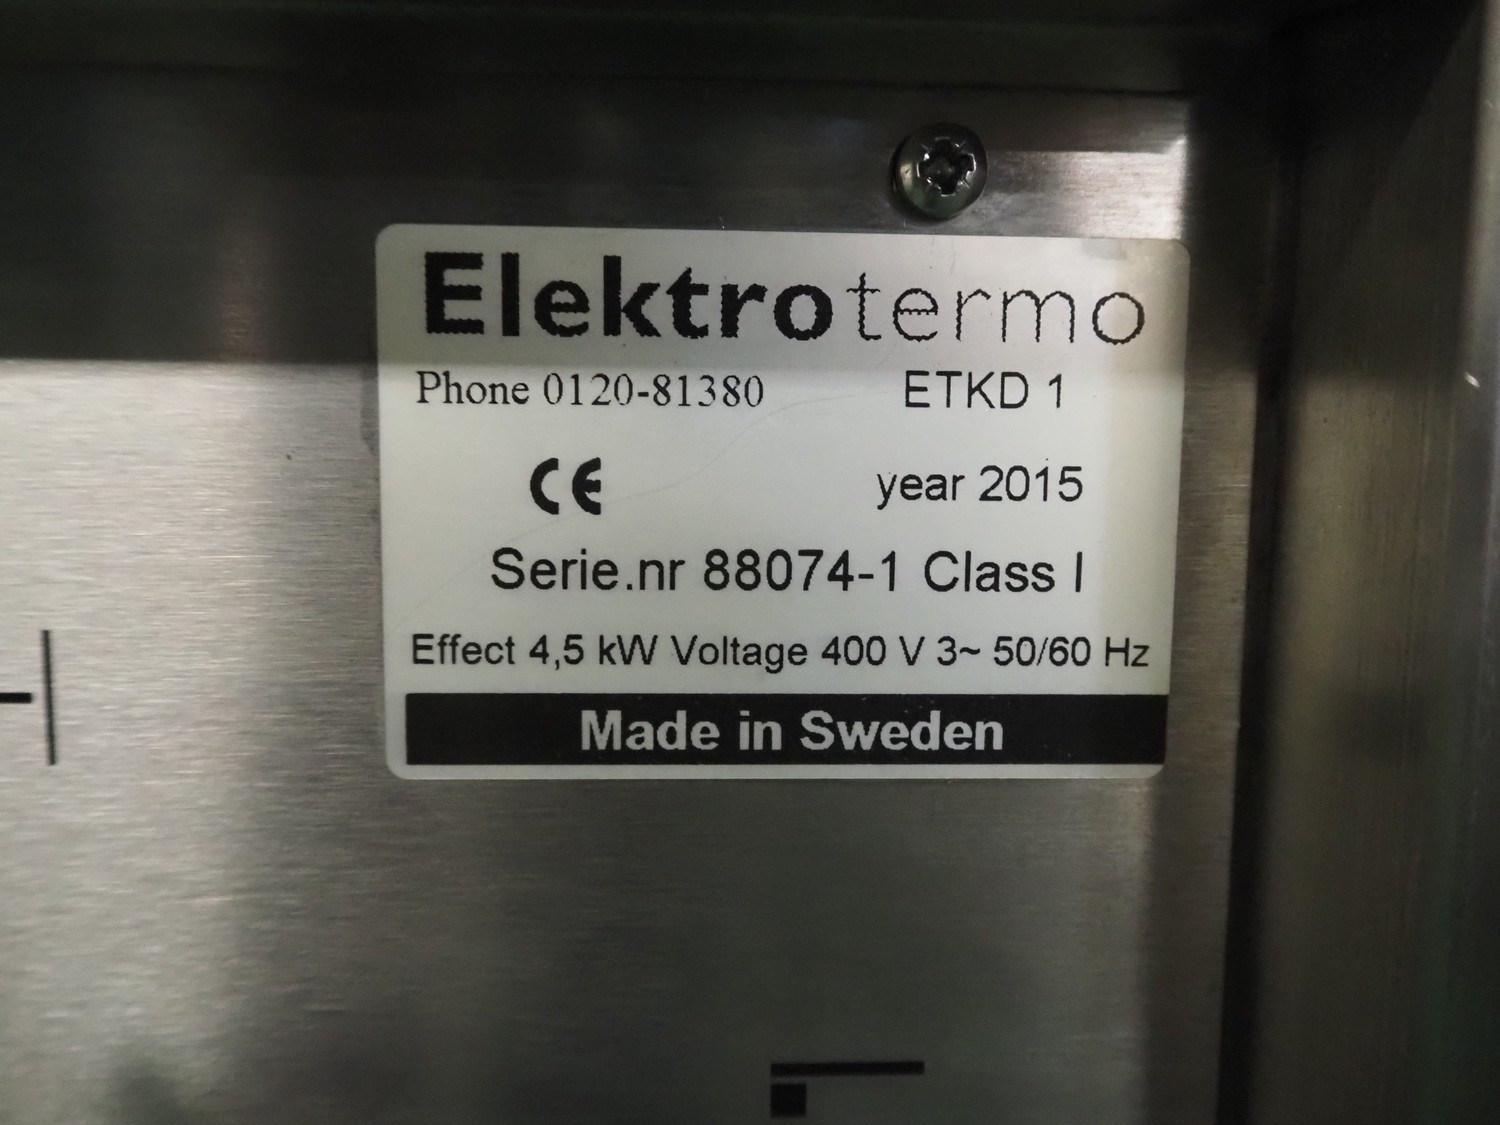 Elektrotermo
Phone 0120-81380 ETKD 1
CE year 2015
Serie.nr 88074-1 Class I
Effect 4,5 kW Voltage 400 V 3~ 50/60 Hz
Made in Sweden